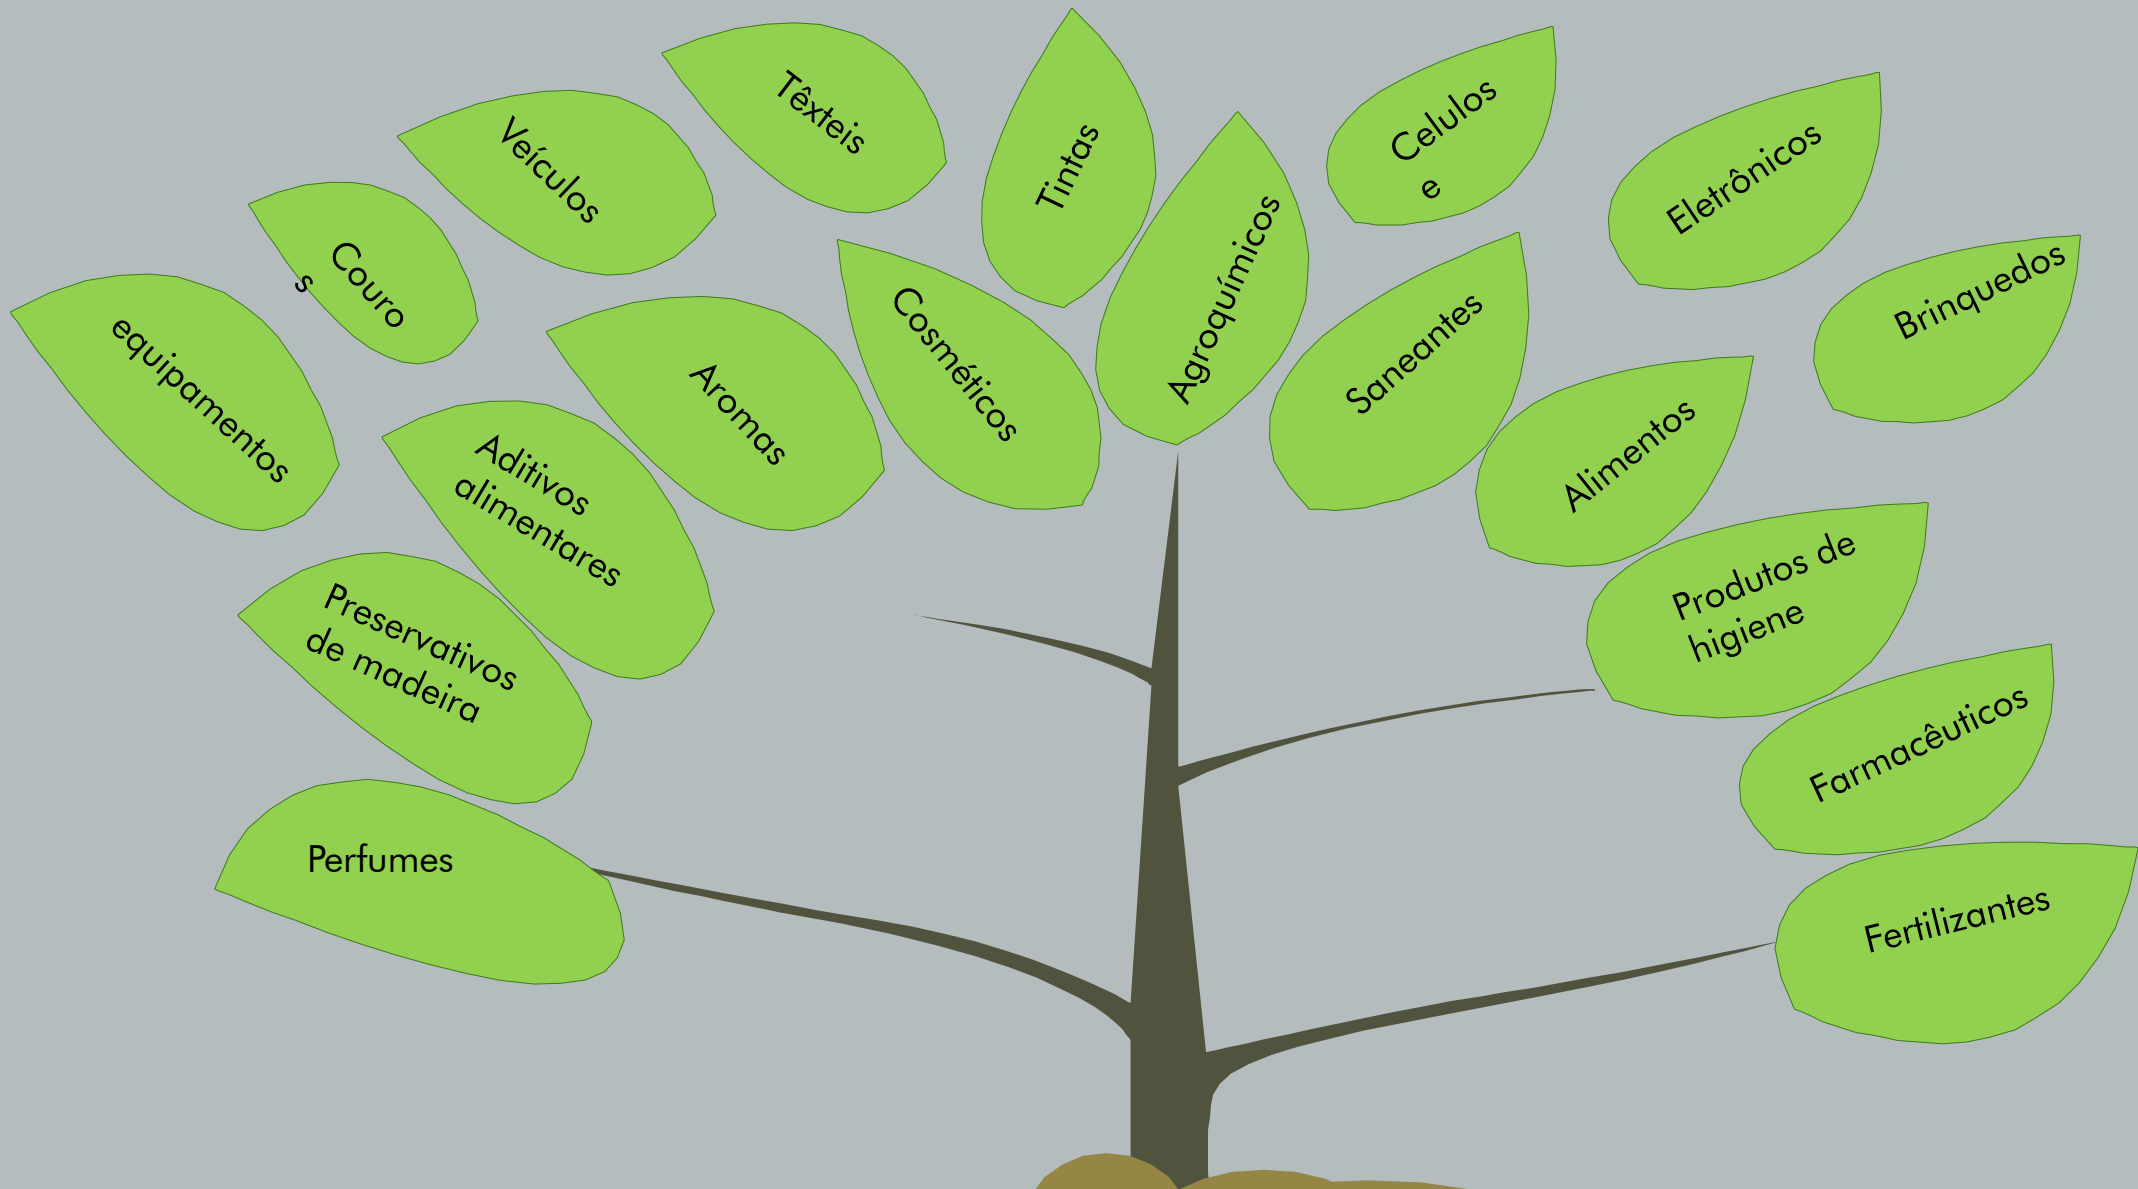 Têxteis
Tintas
Celulos
e
Veículos
Eletrônicos
Couro
s
Agroquímicos
Brinquedos
equipamentos
Aromas
Cosméticos
Saneantes
Alimentos
Aditivos
alimentares
Produtos de
higiene
Preservativos
de madeira
Farmacêuticos
Perfumes
Fertilizantes